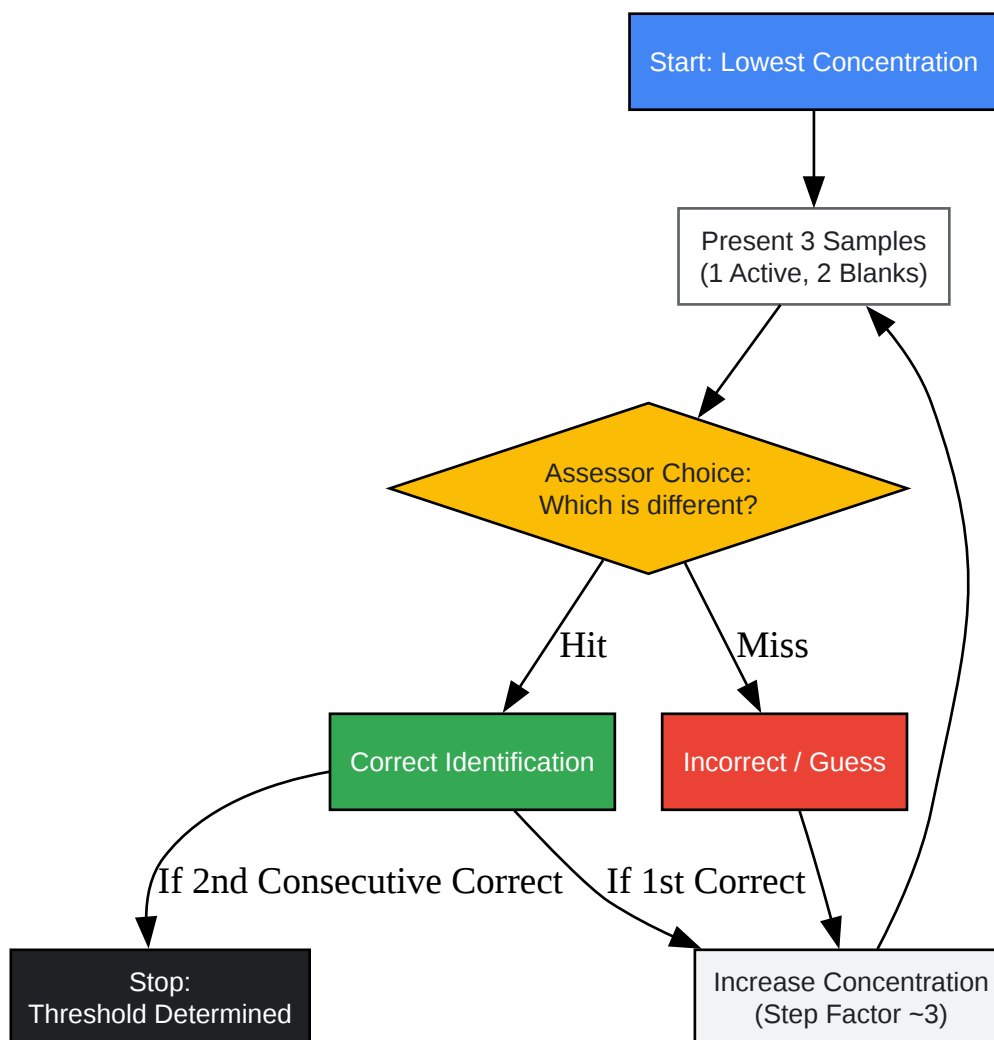 Start: Lowest Concentration
Present 3 Samples
(1 Active, 2 Blanks)
Assessor Choice:
Which is different?
Hit
Miss
Correct Identification
Incorrect / Guess
If 2nd Consecutive Correct
If 1st Correct
Stop:
Threshold Determined
Increase Concentration
(Step Factor ~3)